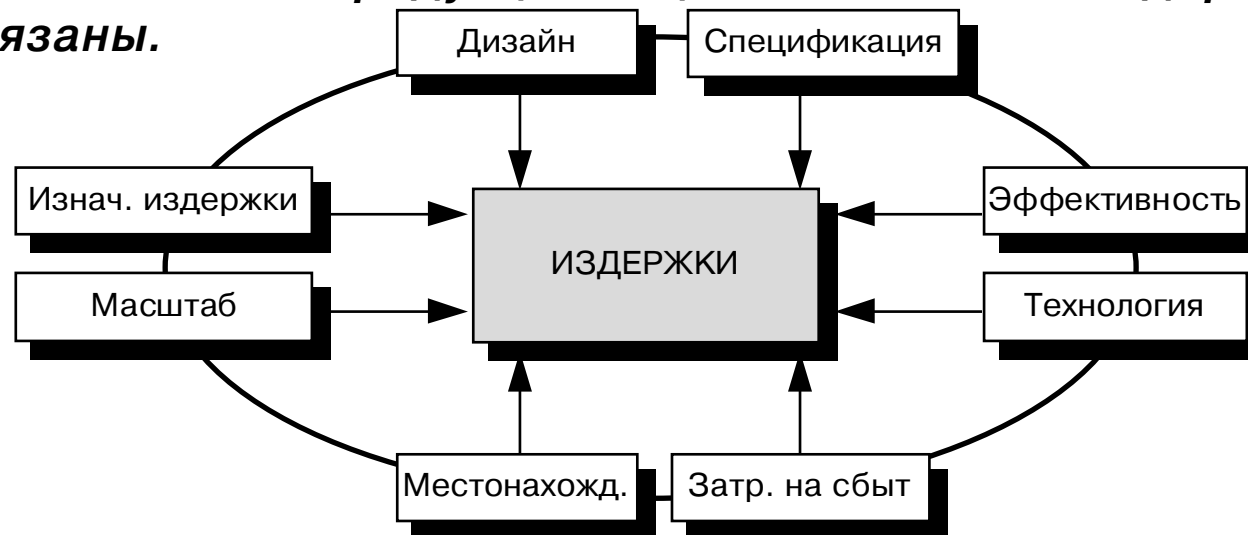 язаны.
Дизайн
Спецификация
Изнач. издержки
Эффективность
ИЗДЕРЖКИ
Масштаб
Технология
Местонахожд.
Затр. на сбыт